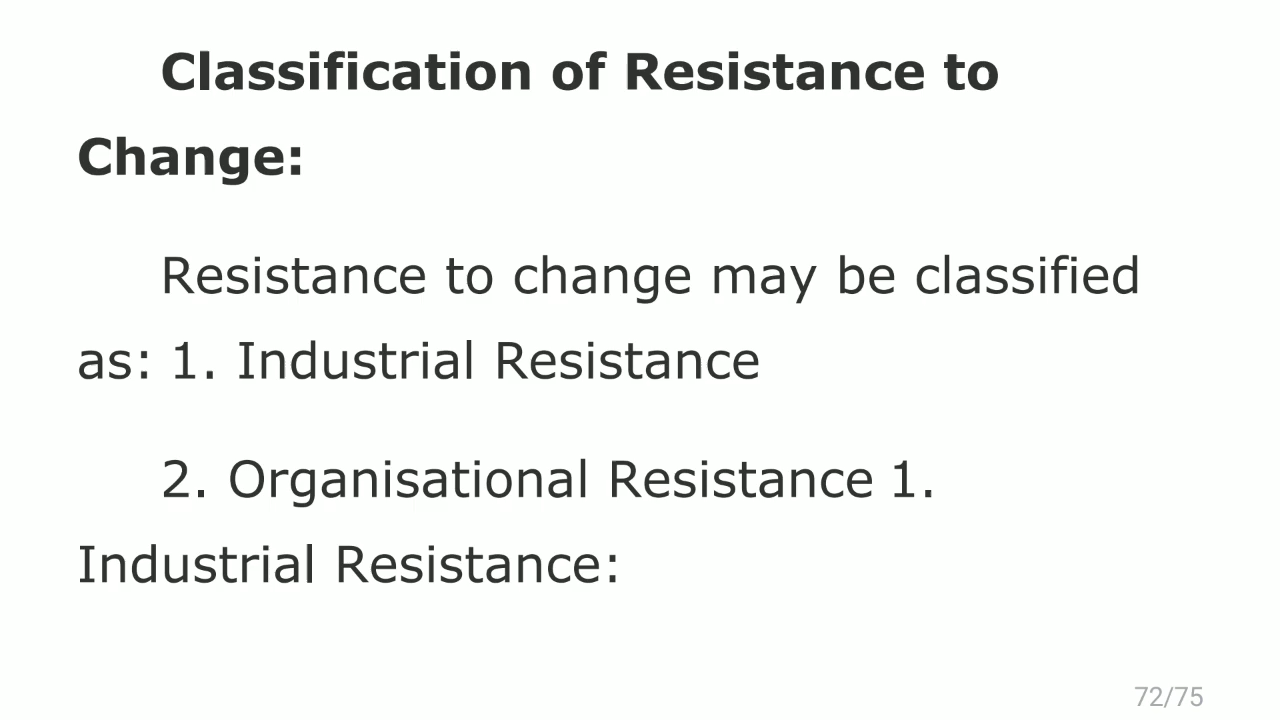 Classification of Resistance to
Change:
Resistance to change may be classified
as: 1. Industrial Resistance
2. Organisational Resistance 1.
Industrial Resistance:
72/75